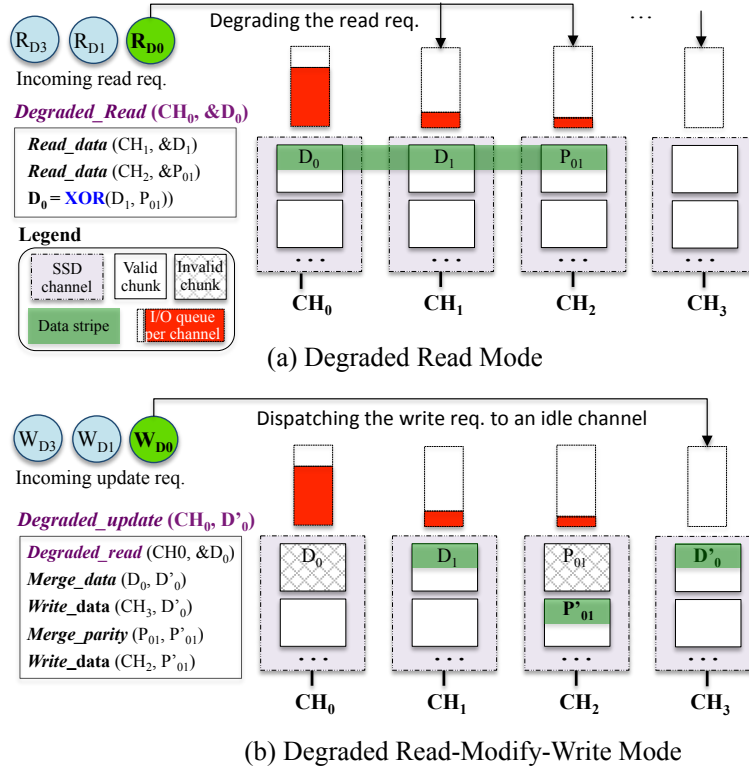 Degrading the read req.
...
R_D3 R_D1 R_D0
Incoming read req.
Degraded_Read (CH_0, &D_0)
Read_data (CH_1, &D_1)
Read_data (CH_2, &P_01)
D_0 = XOR(D_1, P_01))
D_0 D_1 P_01
Legend
SSD channel
Valid chunk
Invalid chunk
Data stripe
I/O queue per channel
... ... ... ...
CH_0 CH_1 CH_2 CH_3
(a) Degraded Read Mode
Dispatching the write req. to an idle channel
W_D3 W_D1 W_D0
Incoming update req.
Degraded_update (CH_0, D'_0)
Degraded_read (CH0, &D_0)
Merge_data (D_0, D'_0)
Write_data (CH_3, D'_0)
Merge_parity (P_01, P'_01)
Write_data (CH_2, P'_01)
D_0 D_1 P_01 D'_0
P'_01
... ... ... ...
CH_0 CH_1 CH_2 CH_3
(b) Degraded Read-Modify-Write Mode